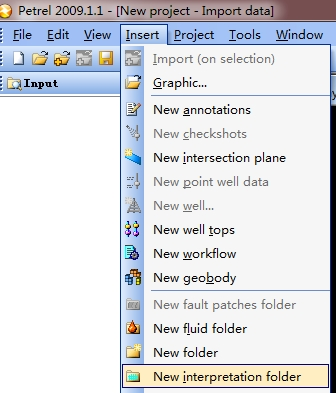 Petrel 2009.1.1 - [New project - Import data]
File Edit View Insert Project Tools Window
Input
Import (on selection)
Graphic...
New annotations
New checkshots
New intersection plane
New point well data
New well...
New well tops
New workflow
New geobody
New fault patches folder
New fluid folder
New folder
New interpretation folder